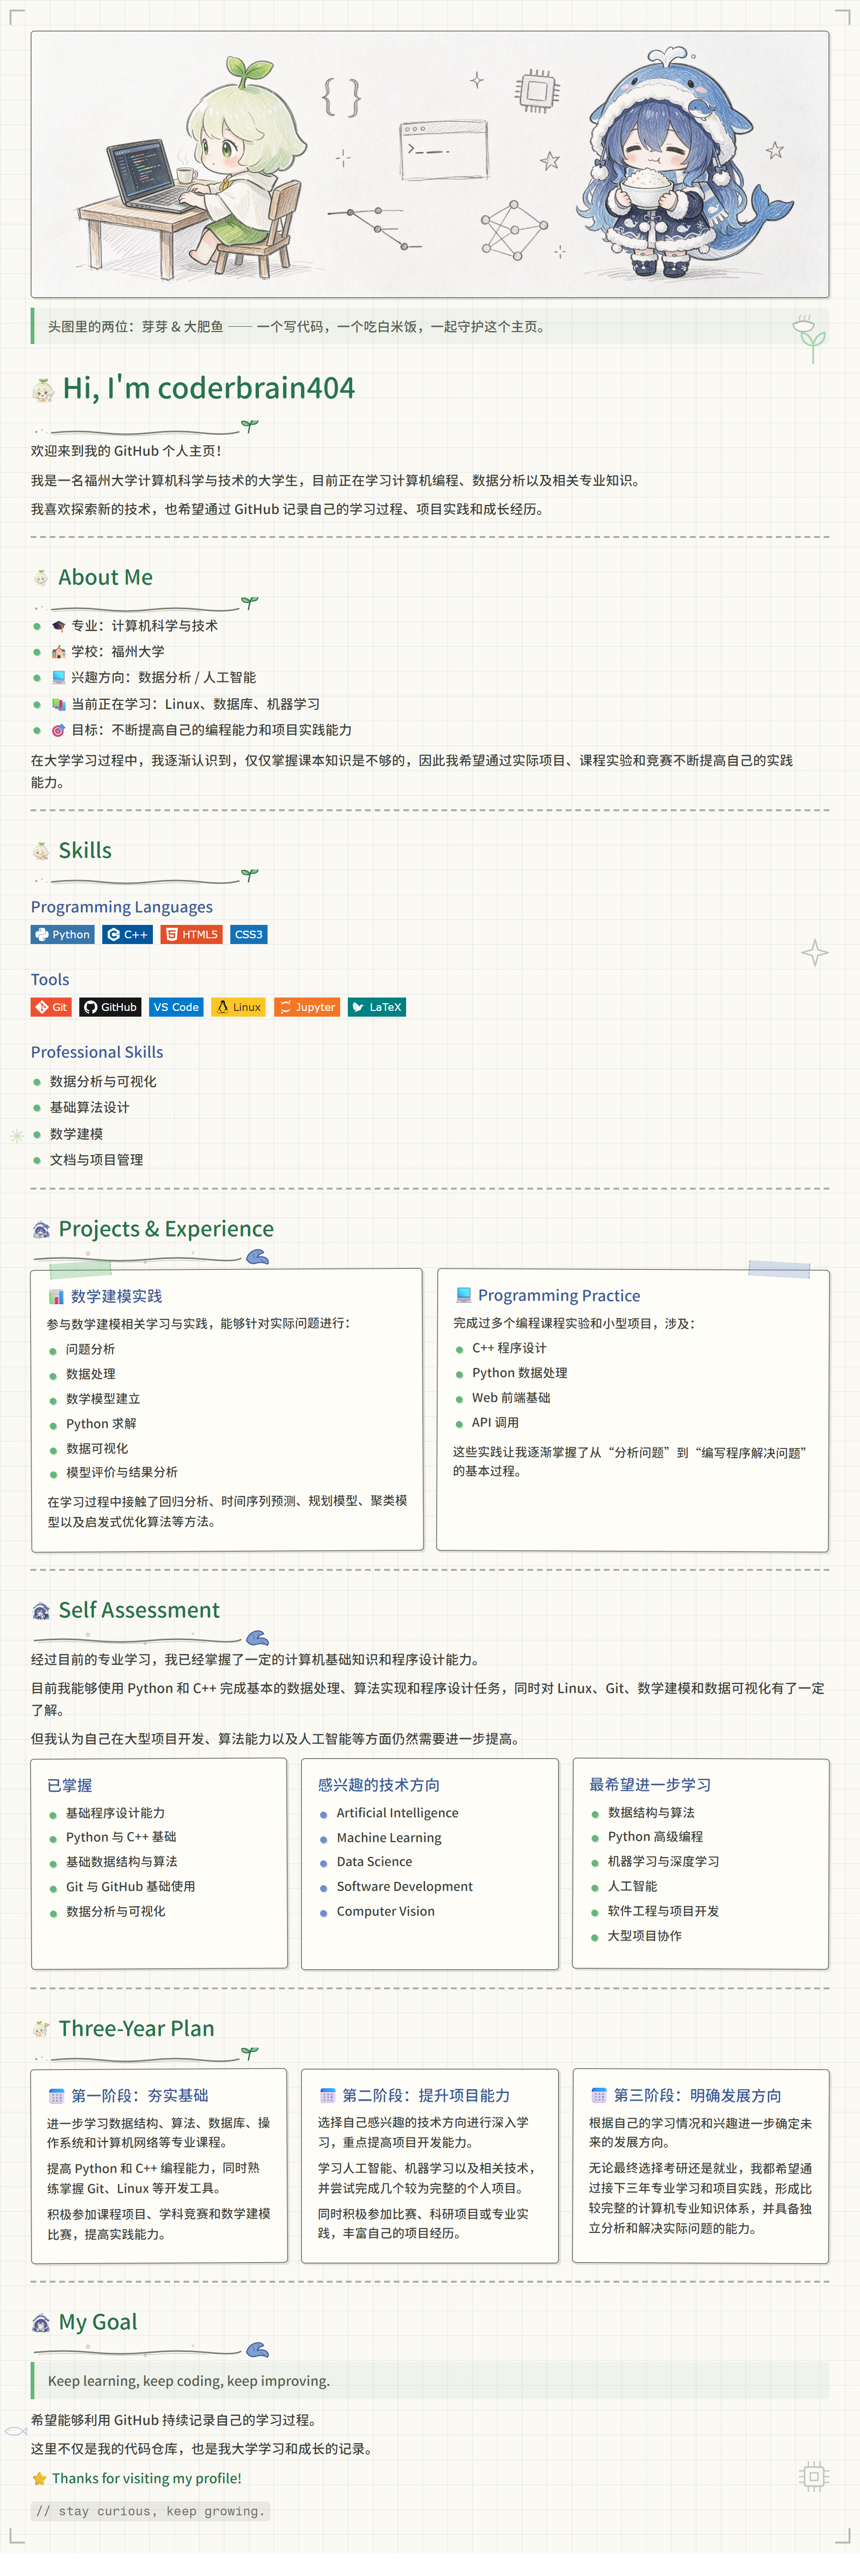 { }
>_---
头图里的两位：芽芽 & 大肥鱼 —— 一个写代码，一个吃白米饭，一起守护这个主页。
Hi, I'm coderbrain404
欢迎来到我的 GitHub 个人主页！
我是一名福州大学计算机科学与技术的大学生，目前正在学习计算机编程、数据分析以及相关专业知识。
我喜欢探索新的技术，也希望通过 GitHub 记录自己的学习过程、项目实践和成长经历。
About Me
专业：计算机科学与技术
学校：福州大学
兴趣方向：数据分析 / 人工智能
当前正在学习：Linux、数据库、机器学习
目标：不断提高自己的编程能力和项目实践能力
在大学学习过程中，我逐渐认识到，仅仅掌握课本知识是不够的，因此我希望通过实际项目、课程实验和竞赛不断提高自己的实践
能力。
Skills
Programming Languages
Python C++ HTML5 CSS3
Tools
Git GitHub VS Code Linux Jupyter LaTeX
Professional Skills
数据分析与可视化
基础算法设计
数学建模
文档与项目管理
Projects & Experience
数学建模实践
参与数学建模相关学习与实践，能够针对实际问题进行：
问题分析
数据处理
数学模型建立
Python 求解
数据可视化
模型评价与结果分析
在学习过程中接触了回归分析、时间序列预测、规划模型、聚类模
型以及启发式优化算法等方法。
Programming Practice
完成过多个编程课程实验和小型项目，涉及：
C++ 程序设计
Python 数据处理
Web 前端基础
API 调用
这些实践让我逐渐掌握了从“分析问题”到“编写程序解决问题”
的基本过程。
Self Assessment
经过目前的专业学习，我已经掌握了一定的计算机基础知识和程序设计能力。
目前我能够使用 Python 和 C++ 完成基本的数据处理、算法实现和程序设计任务，同时对 Linux、Git、数学建模和数据可视化有了一定
了解。
但我认为自己在大型项目开发、算法能力以及人工智能等方面仍然需要进一步提高。
已掌握
基础程序设计能力
Python 与 C++ 基础
基础数据结构与算法
Git 与 GitHub 基础使用
数据分析与可视化
感兴趣的技术方向
Artificial Intelligence
Machine Learning
Data Science
Software Development
Computer Vision
最希望进一步学习
数据结构与算法
Python 高级编程
机器学习与深度学习
人工智能
软件工程与项目开发
大型项目协作
Three-Year Plan
第一阶段：夯实基础
进一步学习数据结构、算法、数据库、操
作系统和计算机网络等专业课程。
提高 Python 和 C++ 编程能力，同时熟
练掌握 Git、Linux 等开发工具。
积极参加课程项目、学科竞赛和数学建模
比赛，提高实践能力。
第二阶段：提升项目能力
选择自己感兴趣的技术方向进行深入学
习，重点提高项目开发能力。
学习人工智能、机器学习以及相关技术，
并尝试完成几个较为完整的个人项目。
同时积极参加比赛、科研项目或专业实
践，丰富自己的项目经历。
第三阶段：明确发展方向
根据自己的学习情况和兴趣进一步确定未
来的发展方向。
无论最终选择考研还是就业，我都希望通
过接下三年专业学习和项目实践，形成比
较完整的计算机专业知识体系，并具备独
立分析和解决实际问题的能力。
My Goal
Keep learning, keep coding, keep improving.
希望能够利用 GitHub 持续记录自己的学习过程。
这里不仅是我的代码仓库，也是我大学学习和成长的记录。
Thanks for visiting my profile!
// stay curious, keep growing.